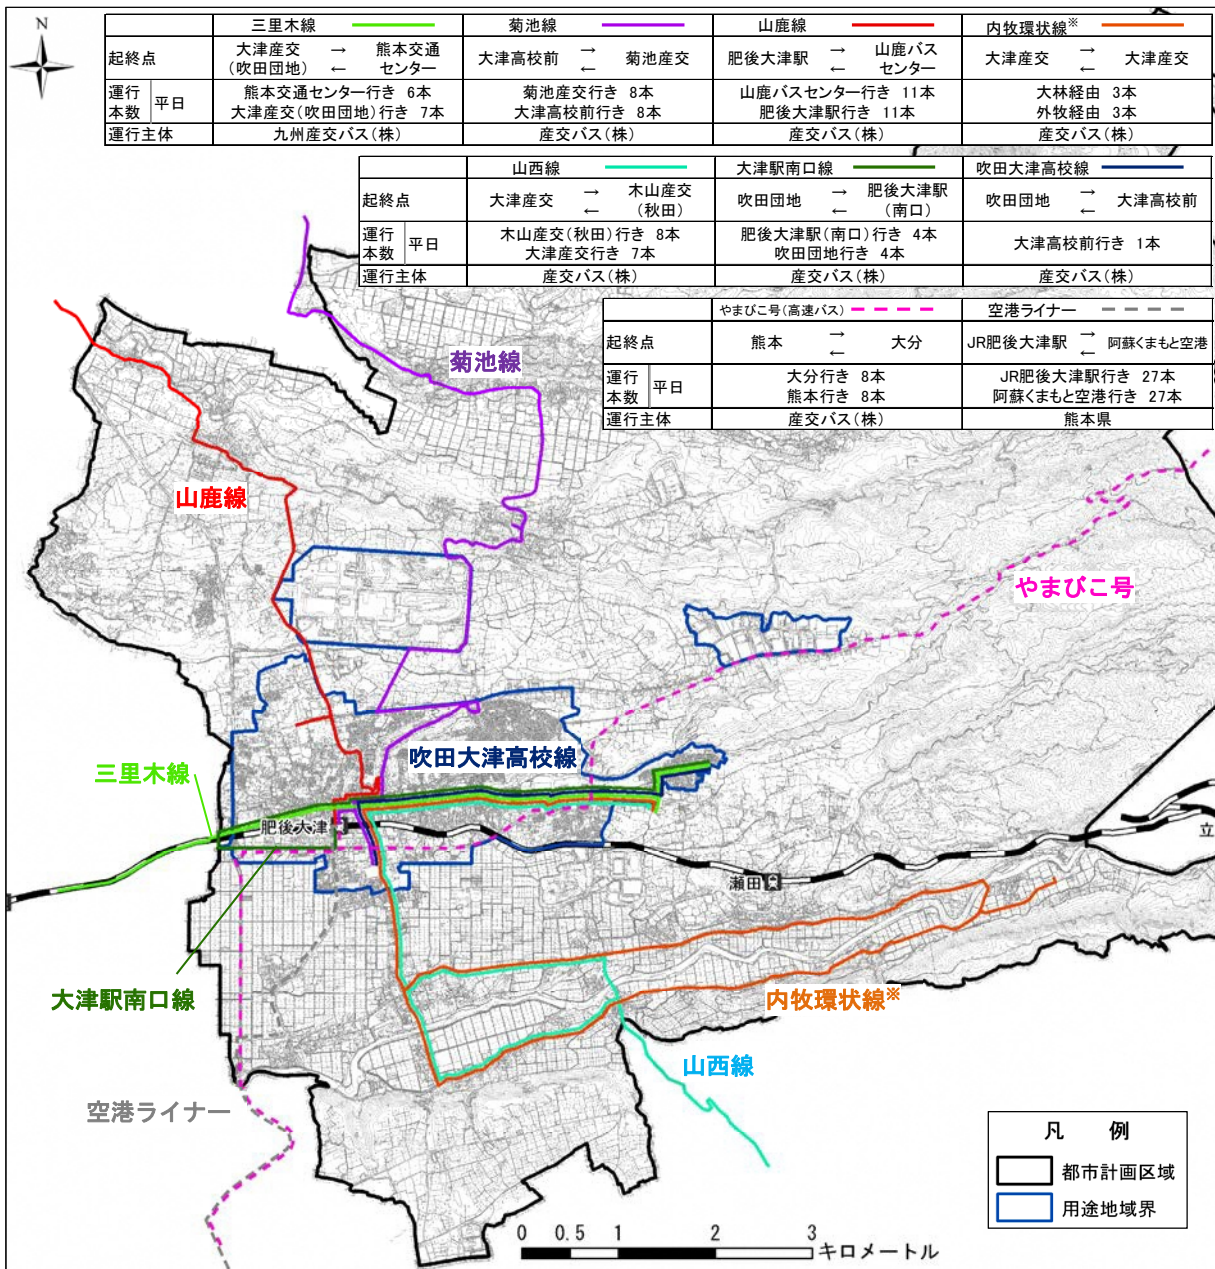 N
三里木線 菊池線 山鹿線 内牧環状線※
起終点 大津産交（吹田団地） → ← 熊本交通センター 大津高校前 → ← 菊池産交 肥後大津駅 → ← 山鹿バスセンター 大津産交 → ← 大津産交
運行本数 平日 熊本交通センター行き 6本 菊池産交行き 8本 山鹿バスセンター行き 11本 大林経由 3本
大津産交（吹田団地）行き 7本 大津高校前行き 8本 肥後大津駅行き 11本 外牧経由 3本
運行主体 九州産交バス（株） 産交バス（株） 産交バス（株） 産交バス（株）
山西線 大津駅南口線 吹田大津高校線
起終点 大津産交 → ← 木山産交（秋田） 吹田団地 → ← 肥後大津駅（南口） 吹田団地 → ← 大津高校前
運行本数 平日 木山産交（秋田）行き 8本 肥後大津駅（南口）行き 4本 大津高校前行き 1本
大津産交行き 7本 吹田団地行き 4本
運行主体 産交バス（株） 産交バス（株） 産交バス（株）
やまびこ号（高速バス） 空港ライナー
起終点 熊本 → ← 大分 JR肥後大津駅 → ← 阿蘇くまもと空港
運行本数 平日 大分行き 8本 JR肥後大津駅行き 27本
熊本行き 8本 阿蘇くまもと空港行き 27本
運行主体 産交バス（株） 熊本県
菊池線
山鹿線
やまびこ号
吹田大津高校線
三里木線
肥後大津
立
瀬田
大津駅南口線
内牧環状線※
山西線
空港ライナー
凡 例
都市計画区域
用途地域界
0 0.5 1 2 3
キロメートル